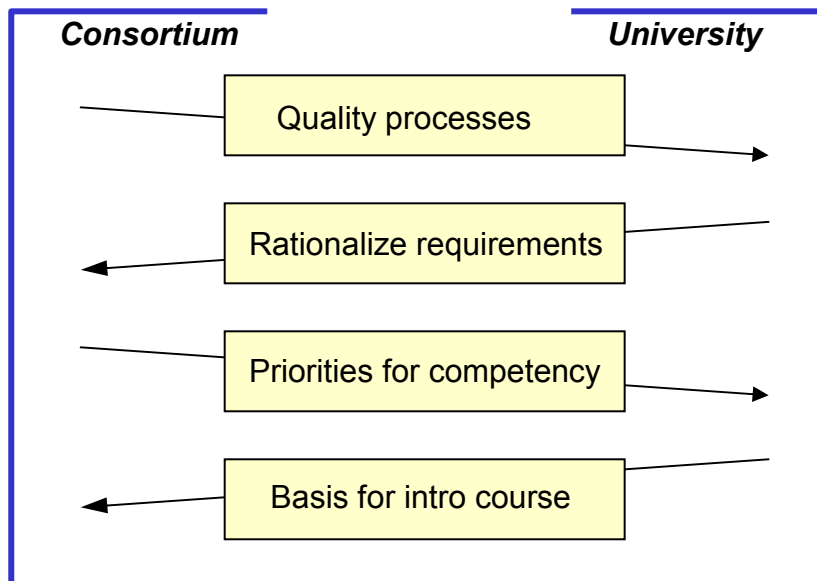 Consortium
University
Quality processes
Rationalize requirements
Priorities for competency
Basis for intro course